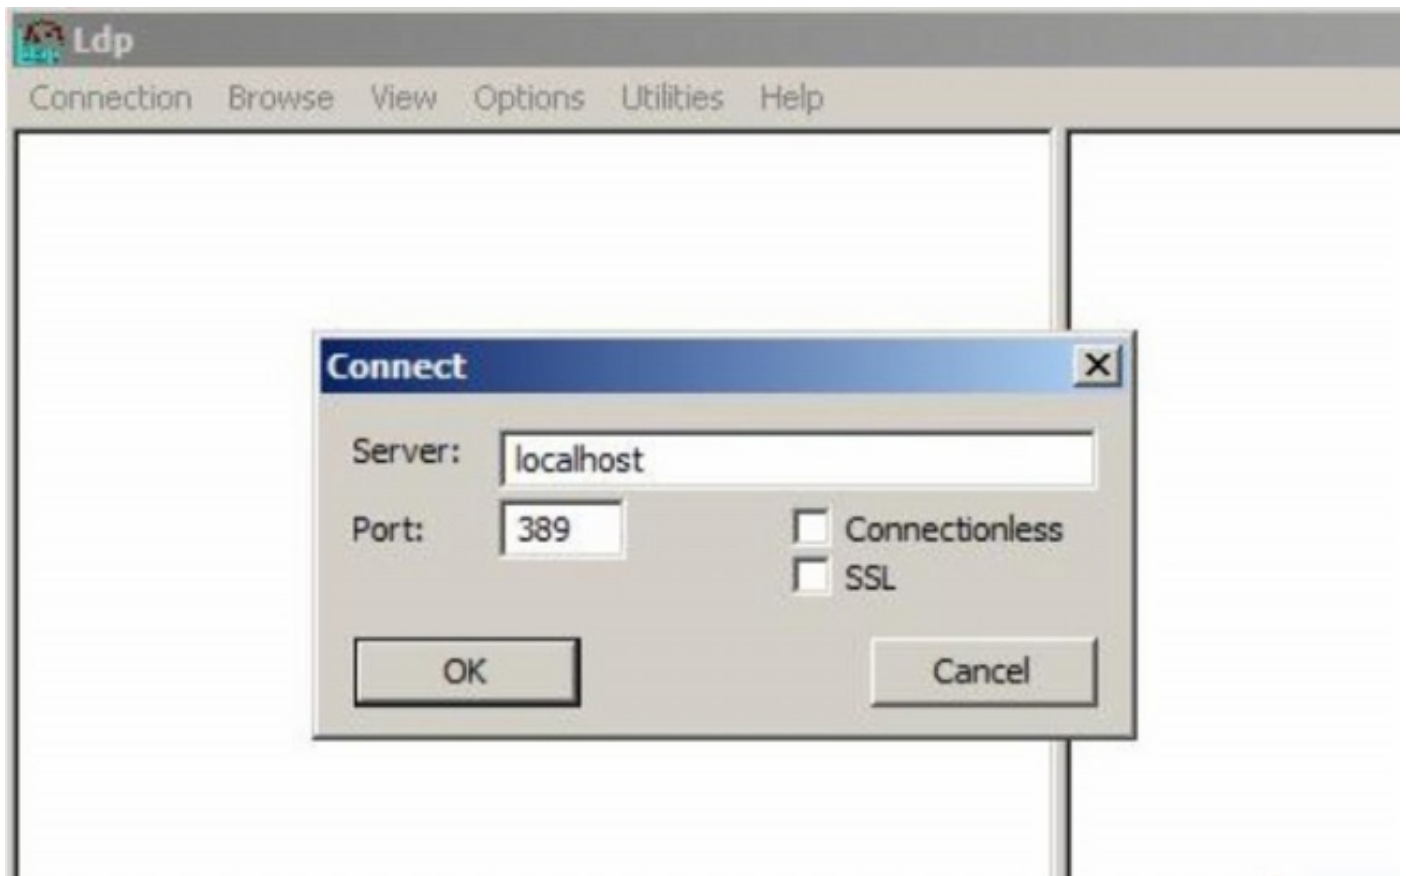 Ldp
Connection Browse View Options Utilities Help
Connect
Server: localhost
Port: 389 Connectionless
SSL
OK Cancel